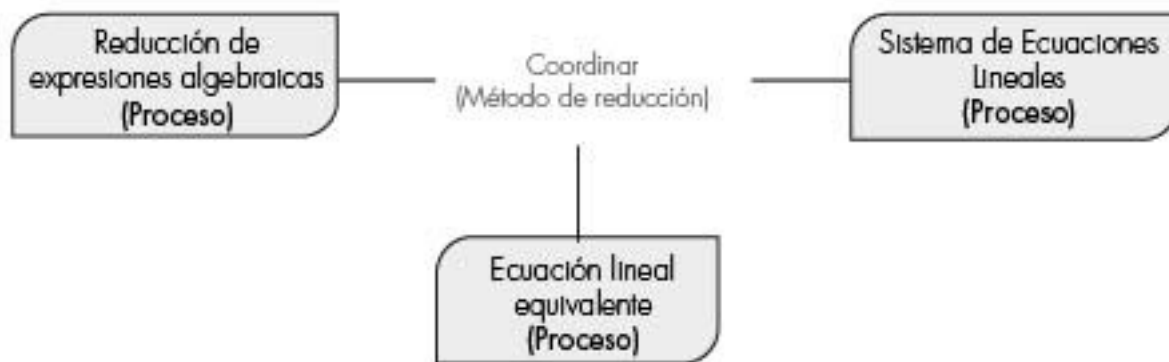 Reducción de
expresiones algebraicas
(Proceso)
Coordinar
(Método de reducción)
Sistema de Ecuaciones
Lineales
(Proceso)
Ecuación lineal
equivalente
(Proceso)